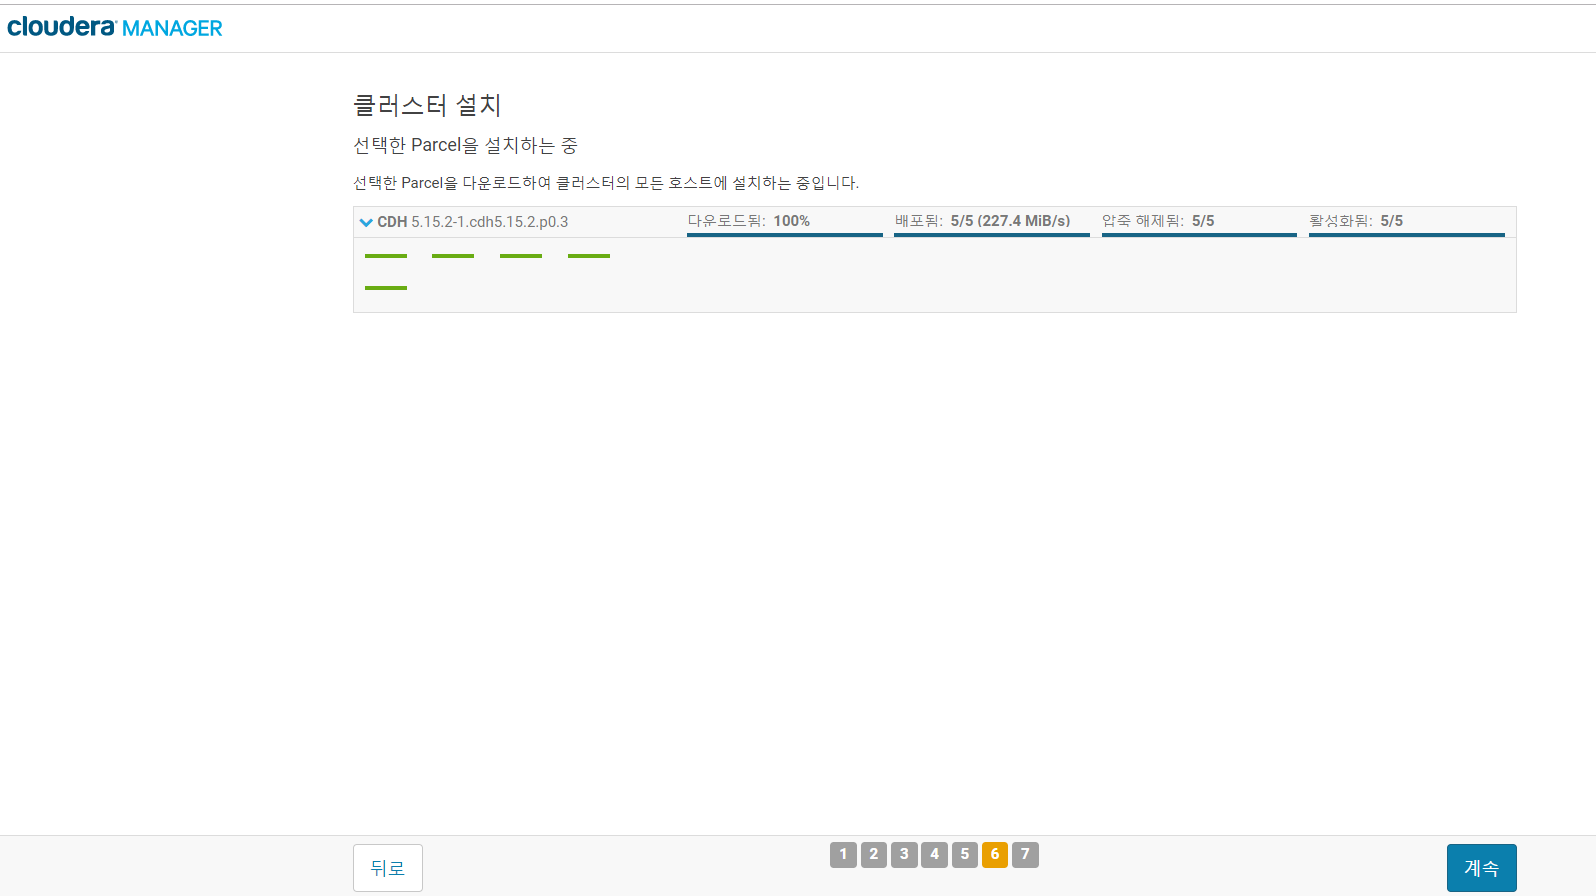 cloudera MANAGER
클러스터 설치
선택한 Parcel을 설치하는 중
선택한 Parcel을 다운로드하여 클러스터의 모든 호스트에 설치하는 중입니다.
CDH 5.15.2-1.cdh5.15.2.p0.3 다운로드됨: 100% 배포됨: 5/5 (227.4 MiB/s) 압축 해제됨: 5/5 활성화됨: 5/5
뒤로 1 2 3 4 5 6 7 계속